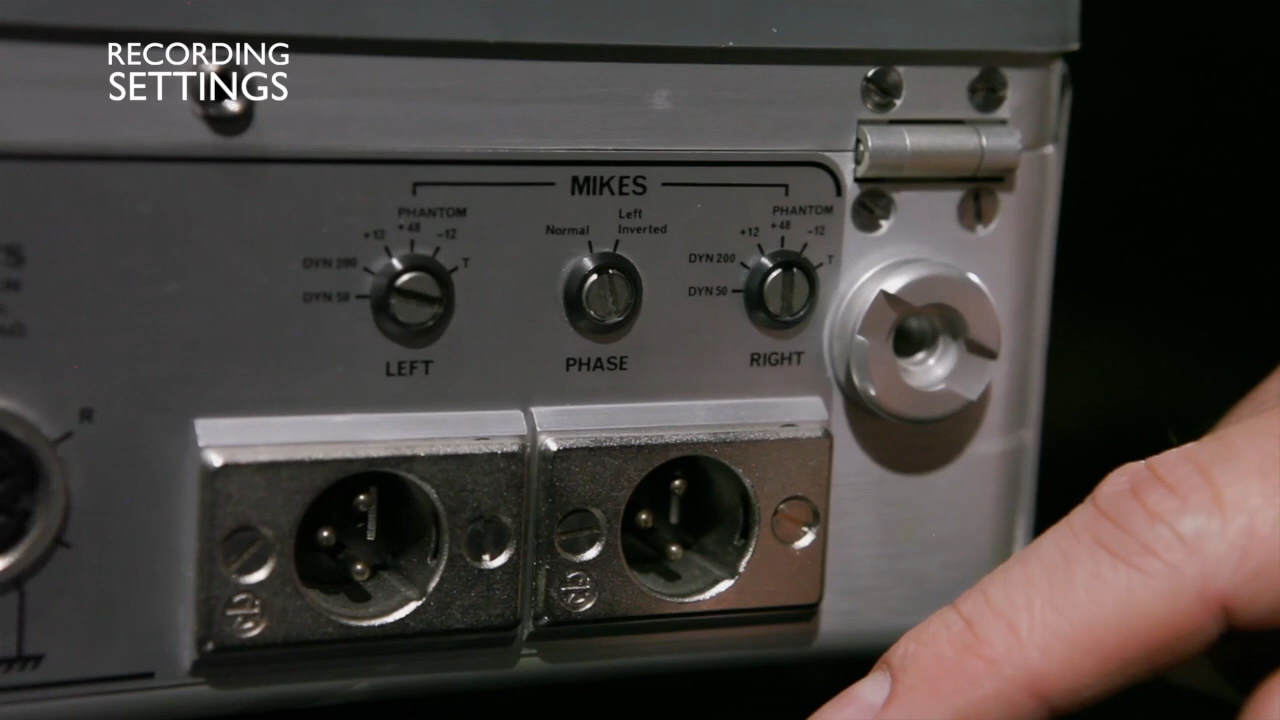 RECORDING
SETTINGS
MIKES
PHANTOM
+12 +48 -12
DYN 200
T
DYN 50
LEFT
Normal
Left
Inverted
PHASE
PHANTOM
+12 +48 -12
DYN 200
T
DYN 50
RIGHT
R